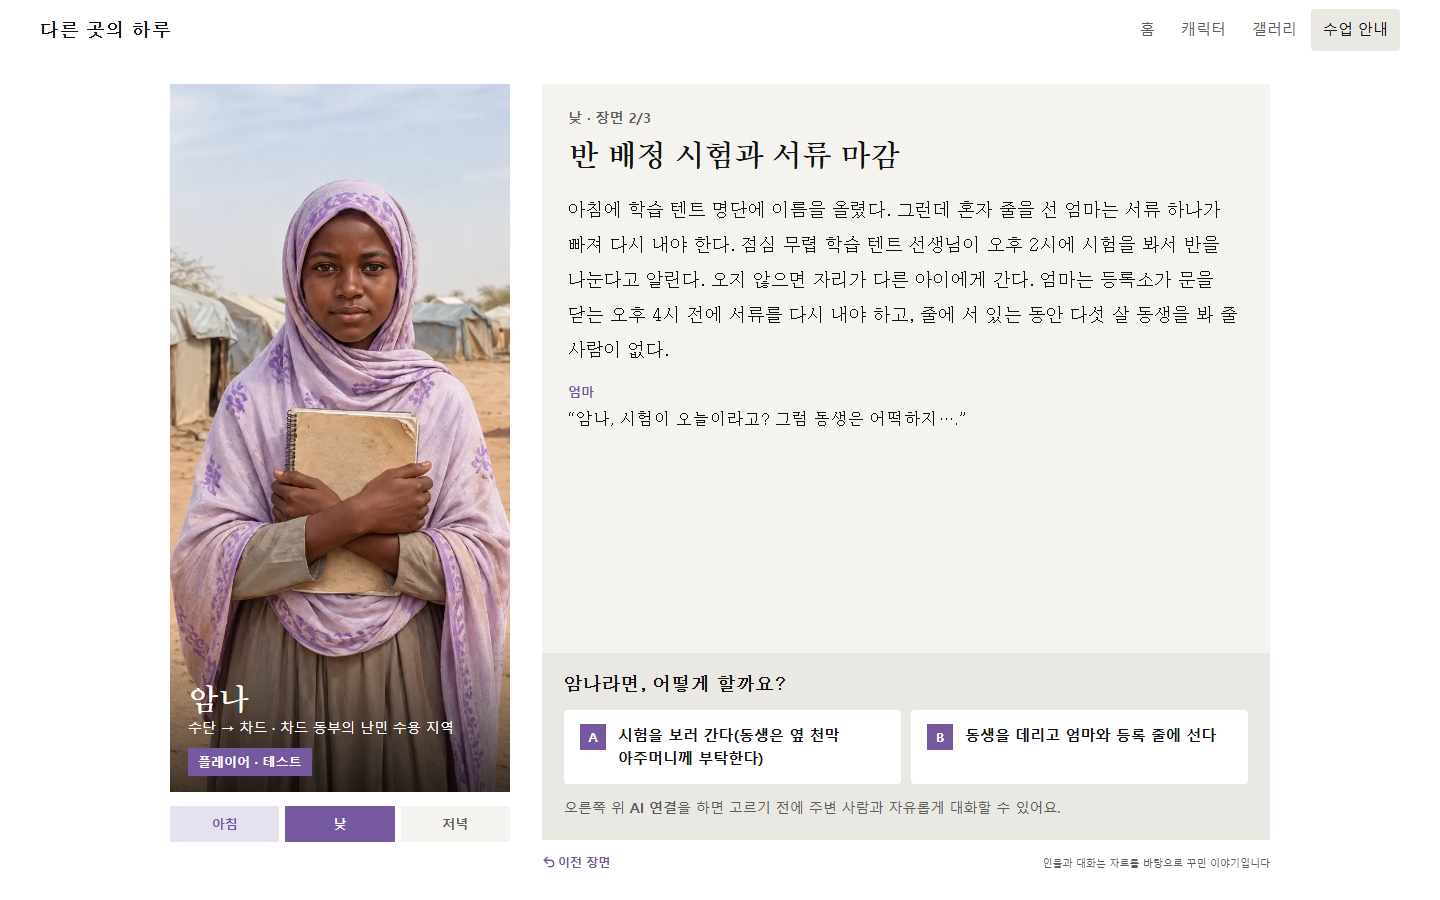 다른 곳의 하루
홈
캐릭터
갤러리
수업 안내
암나
수단 → 차드 · 차드 동부의 난민 수용 지역
플레이어 · 테스트
아침
낮
저녁
낮 · 장면 2/3
반 배정 시험과 서류 마감
아침에 학습 텐트 명단에 이름을 올렸다. 그런데 혼자 줄을 선 엄마는 서류 하나가
빠져 다시 내야 한다. 점심 무렵 학습 텐트 선생님이 오후 2시에 시험을 봐서 반을
나눈다고 알린다. 오지 않으면 자리가 다른 아이에게 간다. 엄마는 등록소가 문을
닫는 오후 4시 전에 서류를 다시 내야 하고, 줄에 서 있는 동안 다섯 살 동생을 봐 줄
사람이 없다.
엄마
“암나, 시험이 오늘이라고? 그럼 동생은 어떡하지….”
암나라면, 어떻게 할까요?
A 시험을 보러 간다(동생은 옆 천막
아주머니께 부탁한다)
B 동생을 데리고 엄마와 등록 줄에 선다
오른쪽 위 AI 연결을 하면 고르기 전에 주변 사람과 자유롭게 대화할 수 있어요.
이전 장면
인물과 대화는 자료를 바탕으로 꾸민 이야기입니다